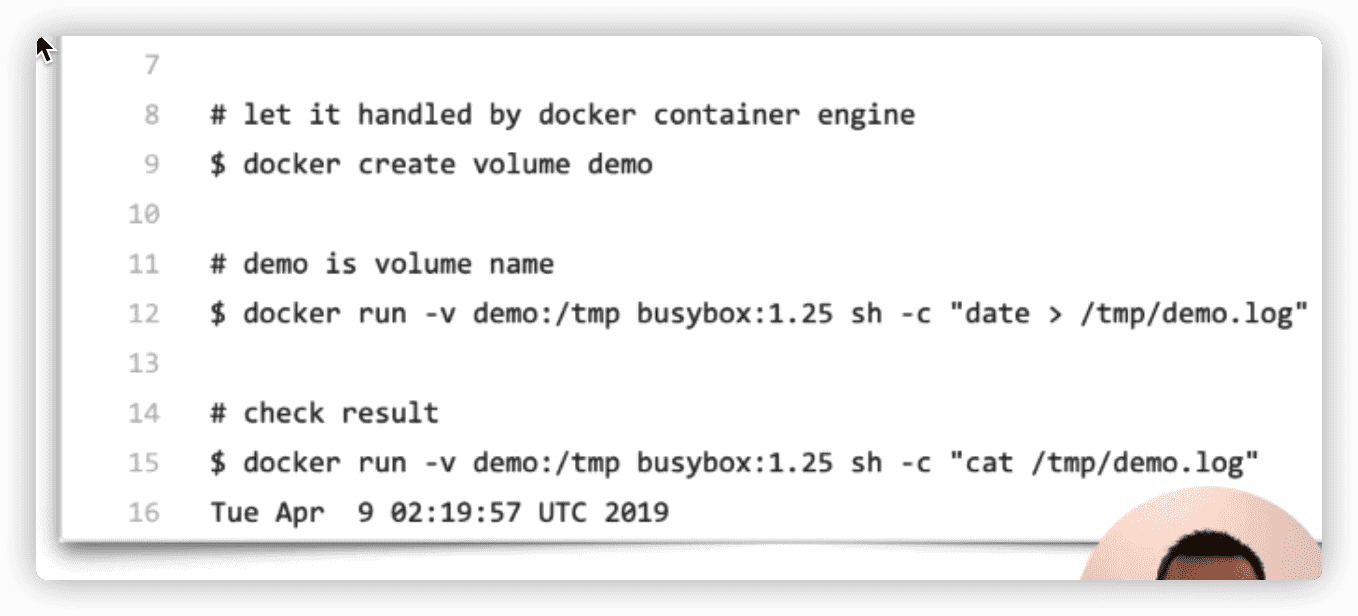 7
8 # let it handled by docker container engine
9 $ docker create volume demo
10
11 # demo is volume name
12 $ docker run -v demo:/tmp busybox:1.25 sh -c "date > /tmp/demo.log"
13
14 # check result
15 $ docker run -v demo:/tmp busybox:1.25 sh -c "cat /tmp/demo.log"
16 Tue Apr  9 02:19:57 UTC 2019